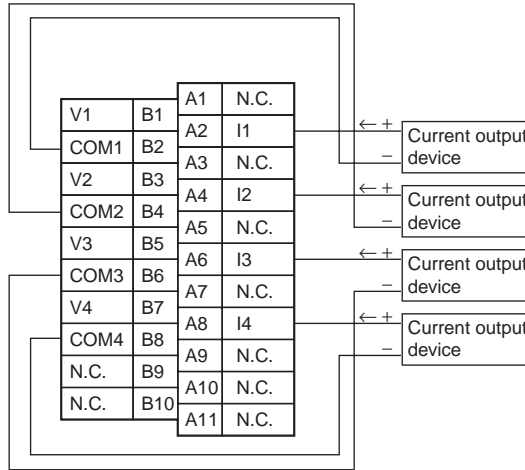 A1 N.C.
V1 B1
A2 I1
← + Current output
COM1 B2
A3 N.C.
− device
V2 B3
A4 I2
← + Current output
COM2 B4
A5 N.C.
− device
V3 B5
A6 I3
← + Current output
COM3 B6
A7 N.C.
− device
V4 B7
A8 I4
← + Current output
COM4 B8
A9 N.C.
− device
N.C. B9
A10 N.C.
N.C. B10
A11 N.C.